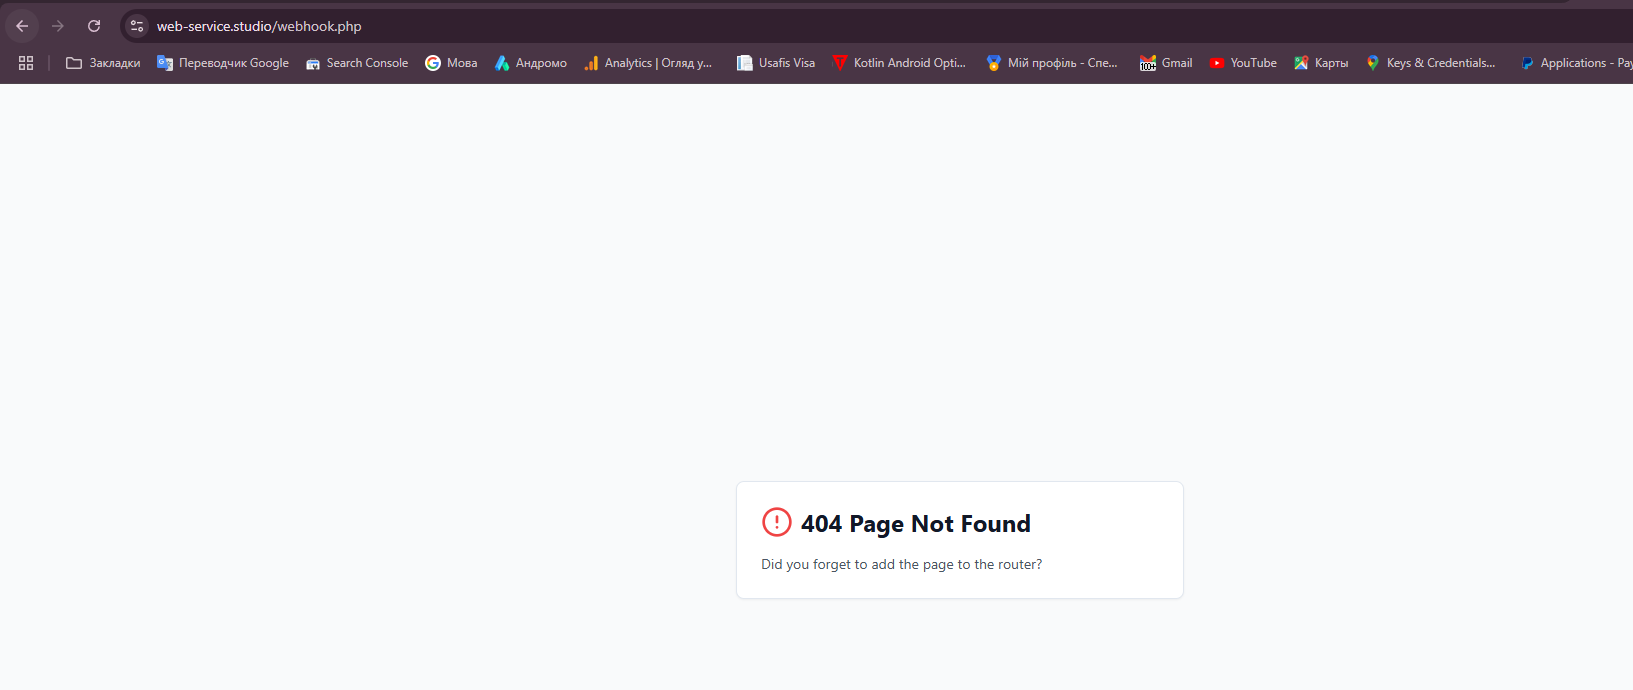 web-service.studio/webhook.php
Закладки Переводчик Google Search Console Мова Андромо Analytics | Огляд у... Usafis Visa Kotlin Android Opti... Мій профіль - Спе... 100+ Gmail YouTube Карты Keys & Credentials... Applications - Pay
404 Page Not Found
Did you forget to add the page to the router?